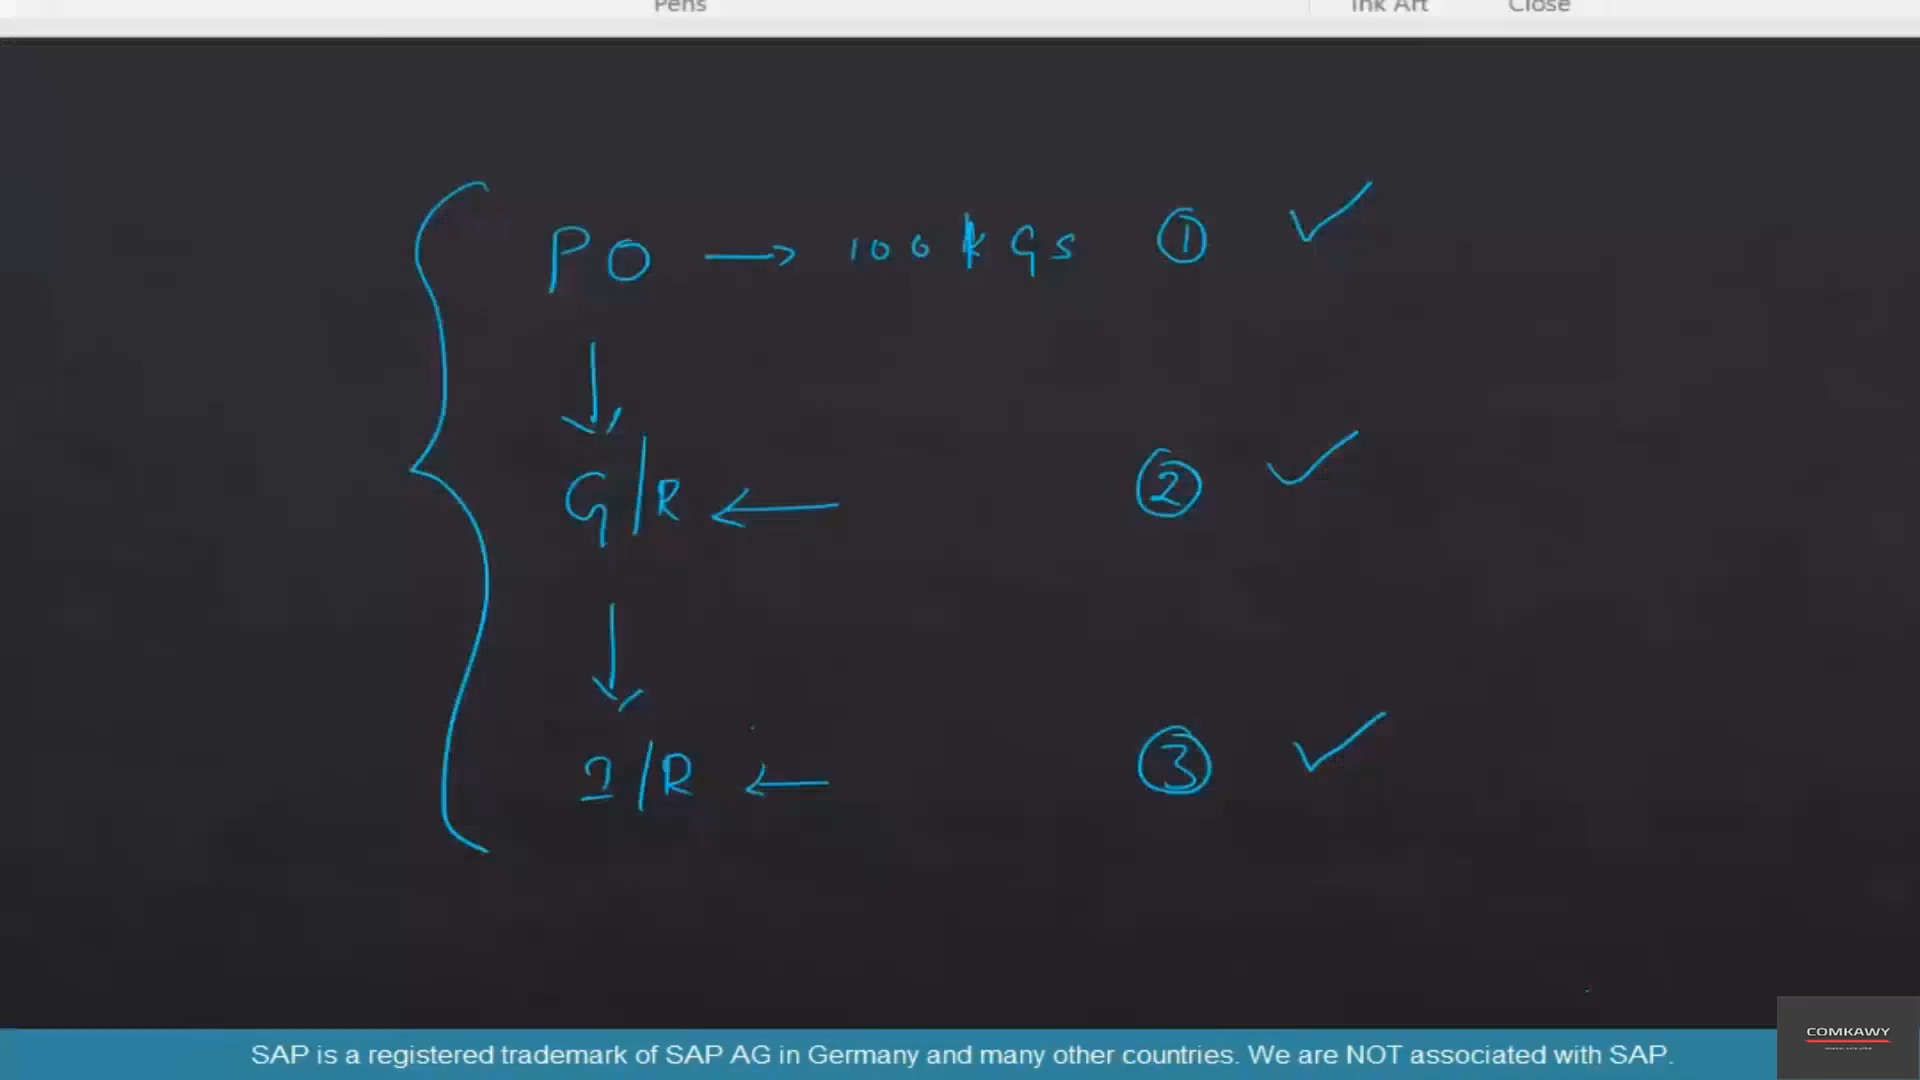 Pens Ink Art Close
PO → 100 KGS ① ✓
↓
G/R ← ② ✓
↓
I/R ← ③ ✓
SAP is a registered trademark of SAP AG in Germany and many other countries. We are NOT associated with SAP.
COMKAWY